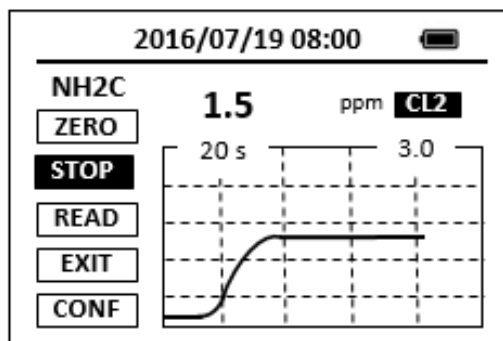 2016/07/19 08:00
NH2C
1.5 ppm CL2
ZERO
20 s 3.0
STOP
READ
EXIT
CONF